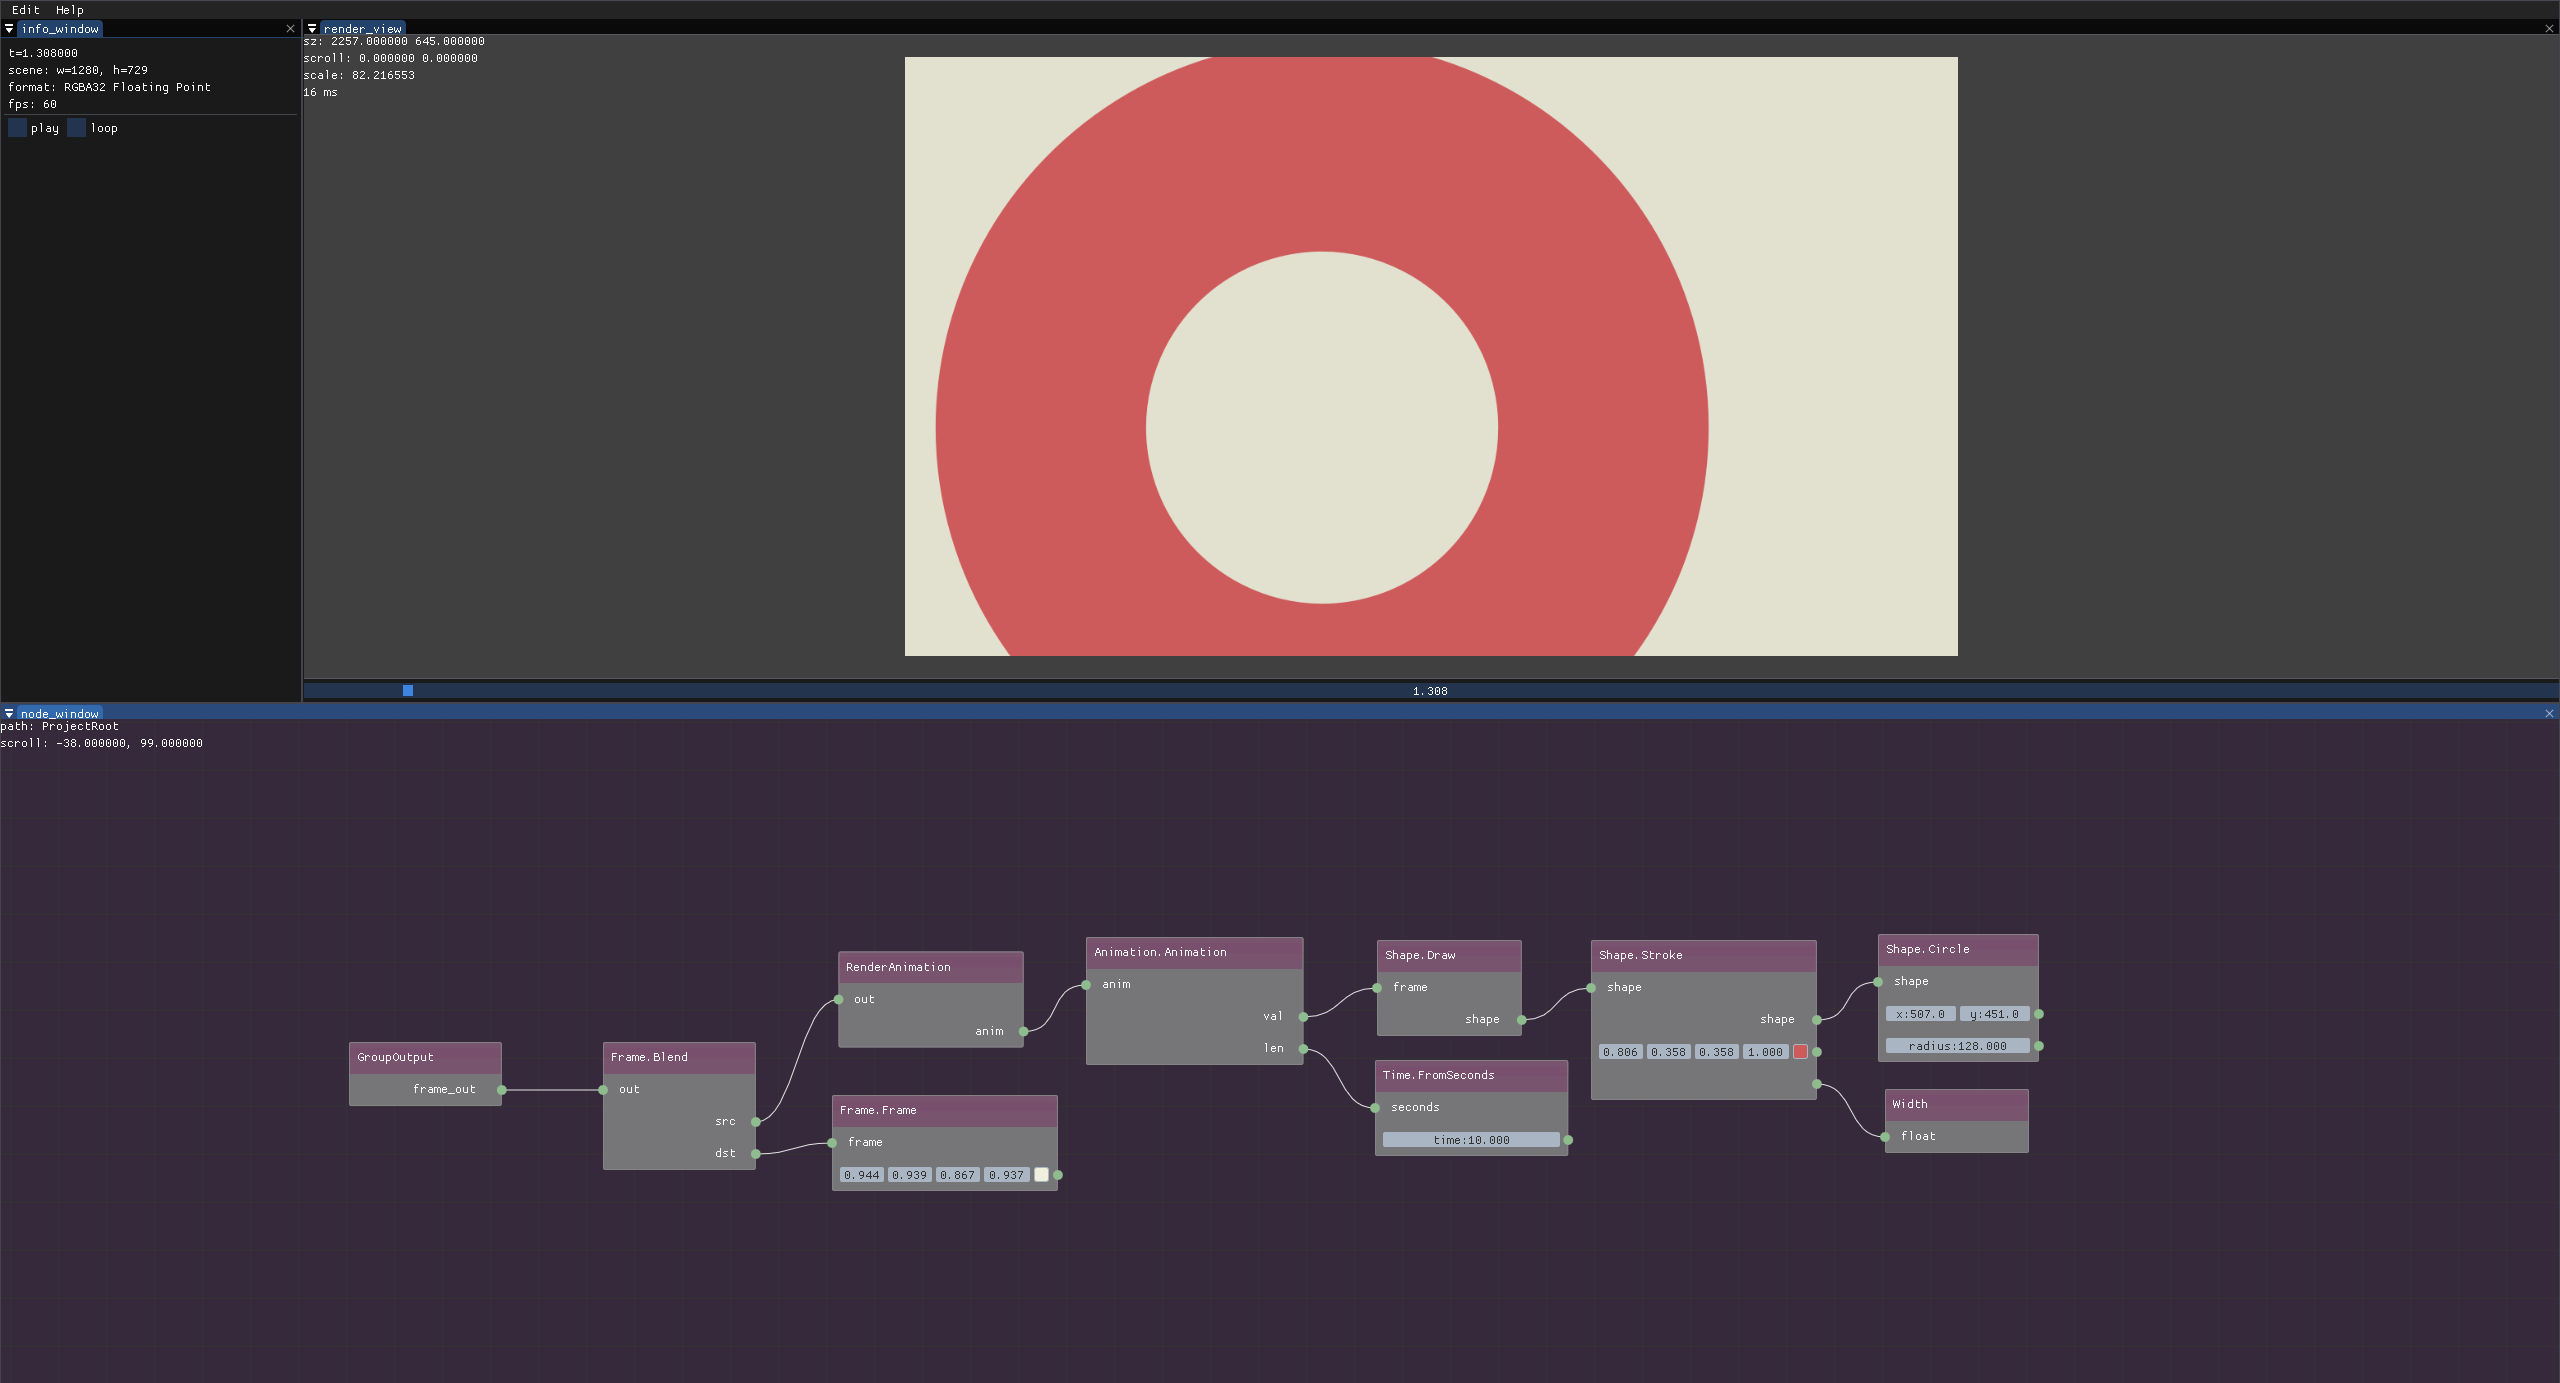 Edit Help
info_window
t=1.308000
scene: w=1280, h=729
format: RGBA32 Floating Point
fps: 60
play loop
render_view
sz: 2257.000000 645.000000
scroll: 0.000000 0.000000
scale: 82.216553
16 ms
1.308
node_window
path: ProjectRoot
scroll: -38.000000, 99.000000
GroupOutput
frame_out
Frame.Blend
out
src
dst
RenderAnimation
out
anim
Frame.Frame
frame
0.944 0.939 0.867 0.937
Animation.Animation
anim
val
len
Shape.Draw
frame
shape
Time.FromSeconds
seconds
time:10.000
Shape.Stroke
shape
shape
0.806 0.358 0.358 1.000
Shape.Circle
shape
x:507.0 y:451.0
radius:128.000
Width
float